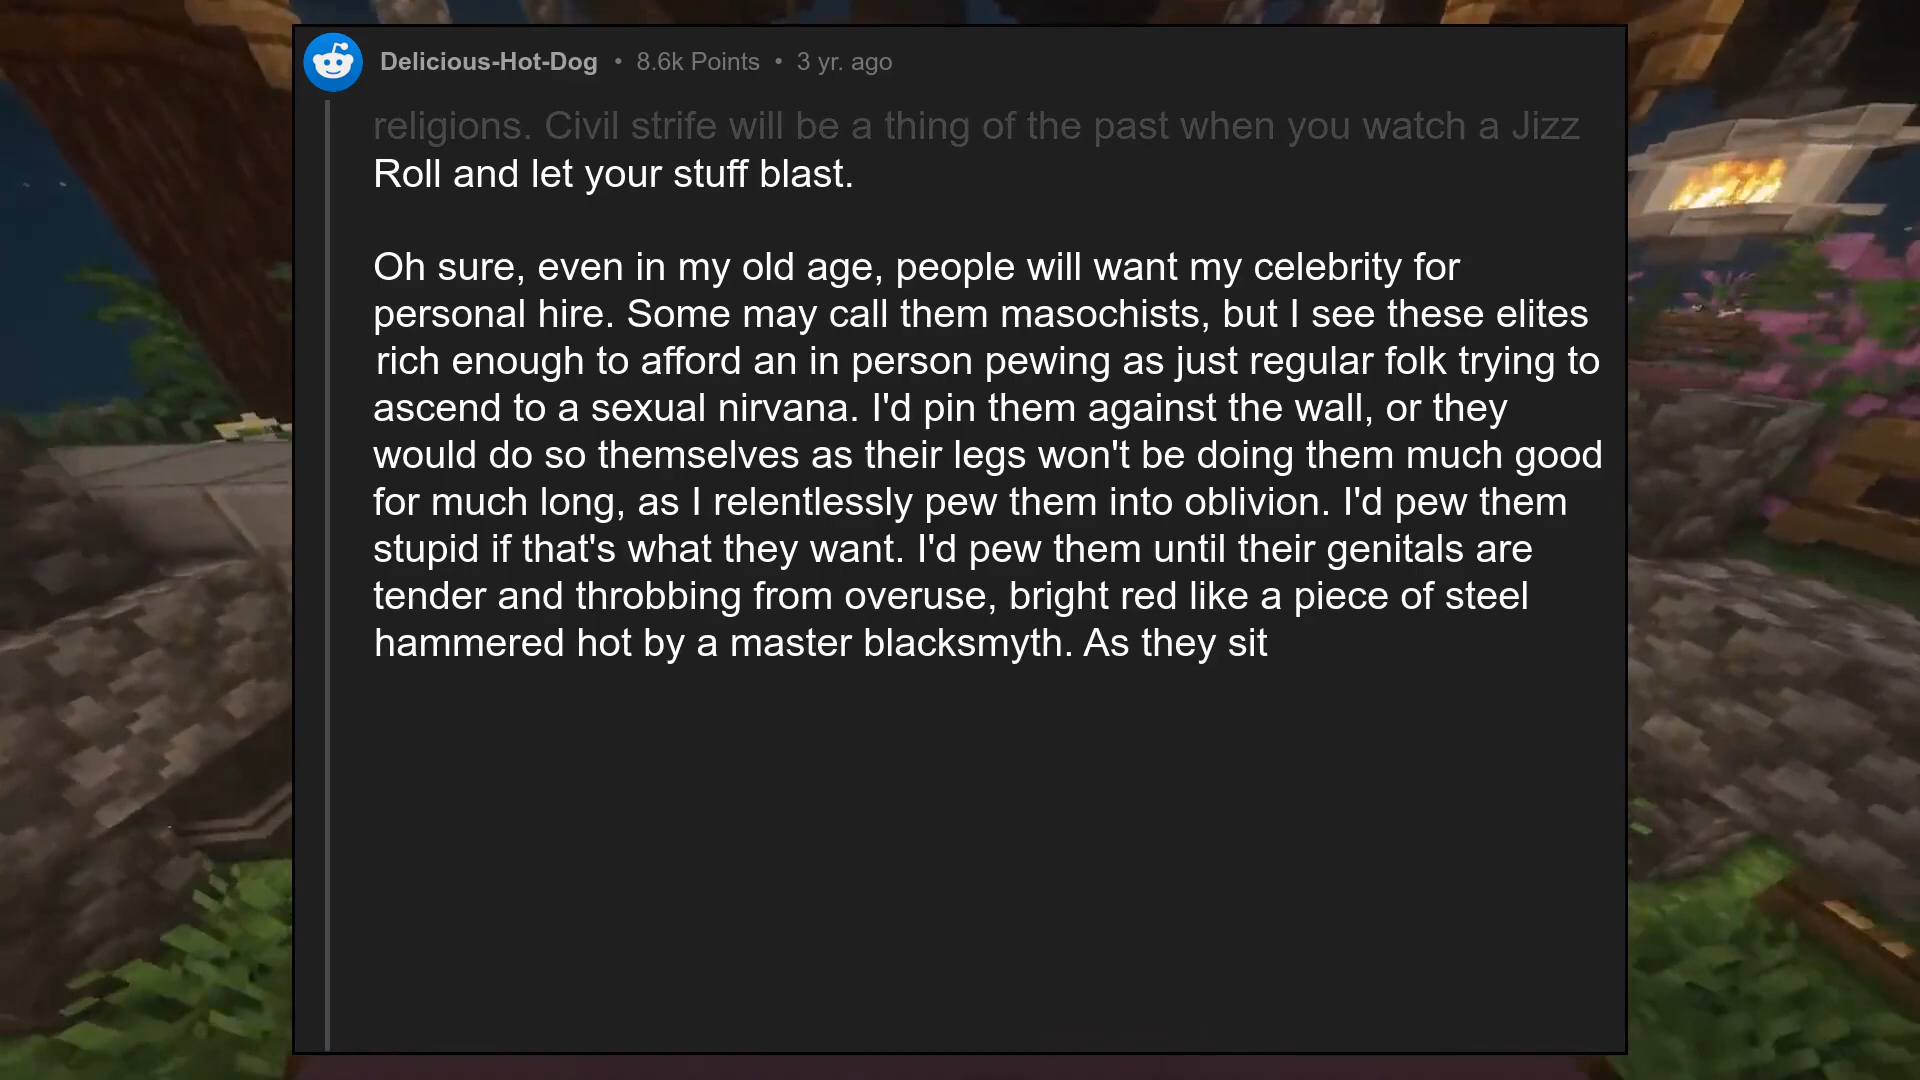 Delicious-Hot-Dog • 8.6k Points • 3 yr. ago
religions. Civil strife will be a thing of the past when you watch a Jizz
Roll and let your stuff blast.
Oh sure, even in my old age, people will want my celebrity for
personal hire. Some may call them masochists, but I see these elites
rich enough to afford an in person pewing as just regular folk trying to
ascend to a sexual nirvana. I'd pin them against the wall, or they
would do so themselves as their legs won't be doing them much good
for much long, as I relentlessly pew them into oblivion. I'd pew them
stupid if that's what they want. I'd pew them until their genitals are
tender and throbbing from overuse, bright red like a piece of steel
hammered hot by a master blacksmyth. As they sit